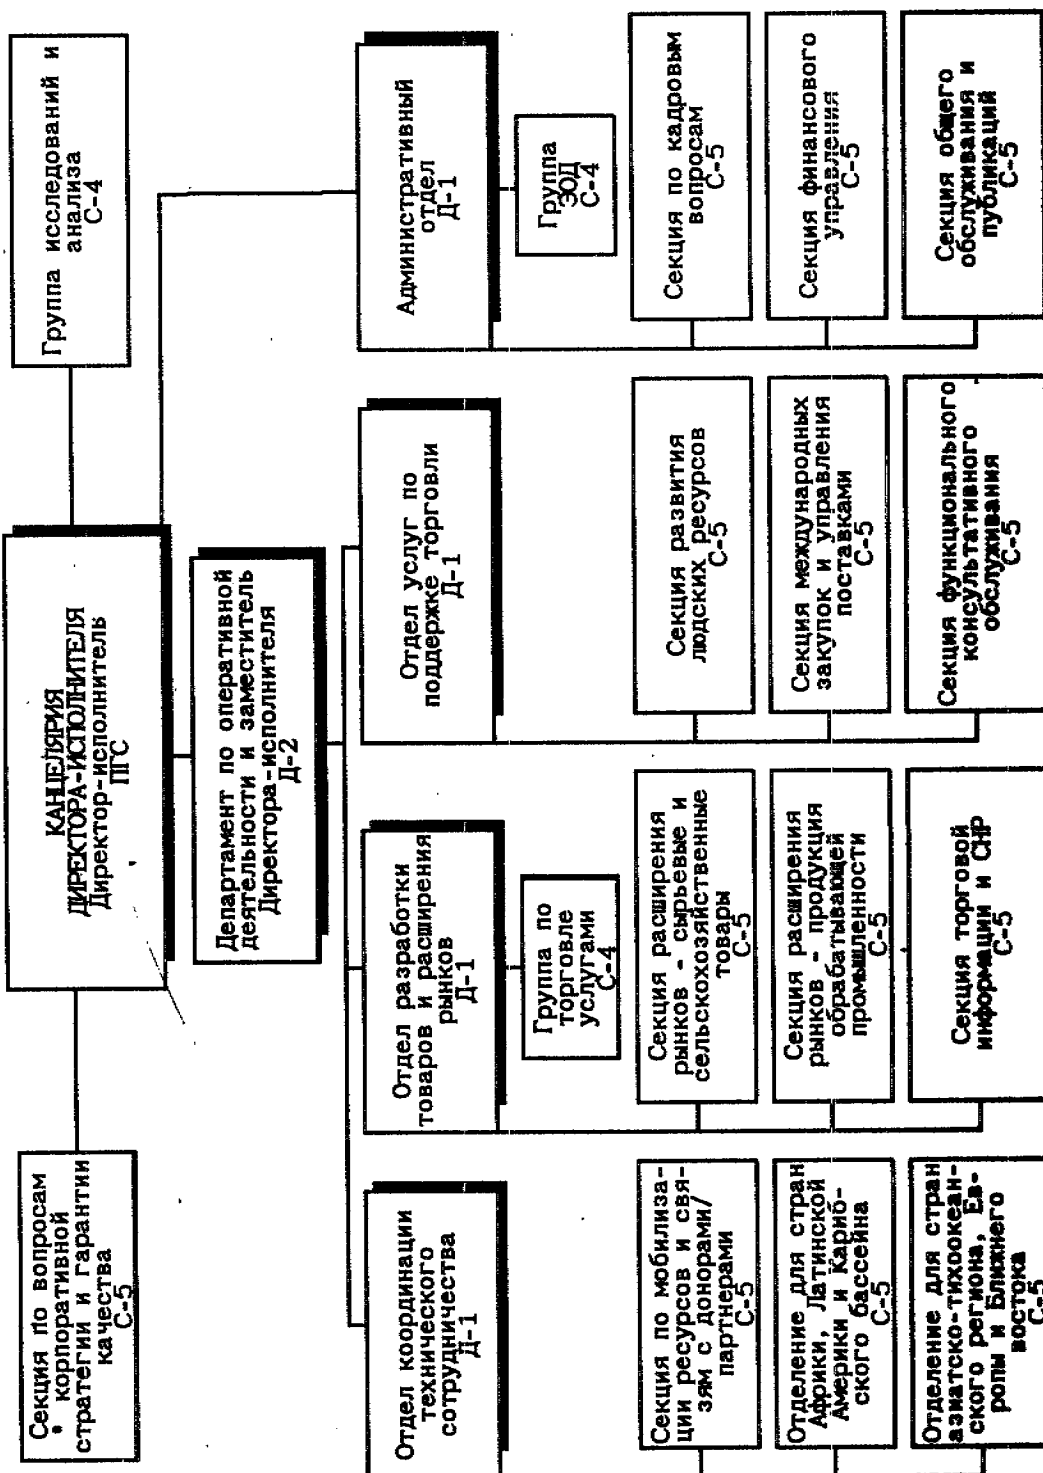 КАНЦЕЛЯРИЯ
ДИРЕКТОРА-ИСПОЛНИТЕЛЯ
Директор-исполнитель
ПГС
Секция по вопросам
корпоративной
стратегии и гарантии
качества
С-5
Группа исследований и
анализа
С-4
Департамент по оперативной
деятельности и заместитель
Директора-исполнителя
Д-2
Отдел координации
технического
сотрудничества
Д-1
Отдел разработки
товаров и расширения
рынков
Д-1
Отдел услуг по
поддержке торговли
Д-1
Административный
отдел
Д-1
Группа по
торговле
услугами
С-4
Группа
ЭОД
С-4
Секция по мобилиза-
ции ресурсов и свя-
зям с донорами/
партнерами
С-5
Секция расширения
рынков - сырьевые и
сельскохозяйственные
товары
С-5
Секция развития
людских ресурсов
С-5
Секция по кадровым
вопросам
С-5
Отделение для стран
Африки, Латинской
Америки и Кариб-
ского бассейна
С-5
Секция расширения
рынков - продукция
обрабатывающей
промышленности
С-5
Секция международных
закупок и управления
поставками
С-5
Секция финансового
управления
С-5
Отделение для стран
азиатско-тихоокеан-
ского региона, Ев-
ропы и Ближнего
востока
С-5
Секция торговой
информации и СНР
С-5
Секция функционального
консультативного
обслуживания
С-5
Секция общего
обслуживания и
публикаций
С-5